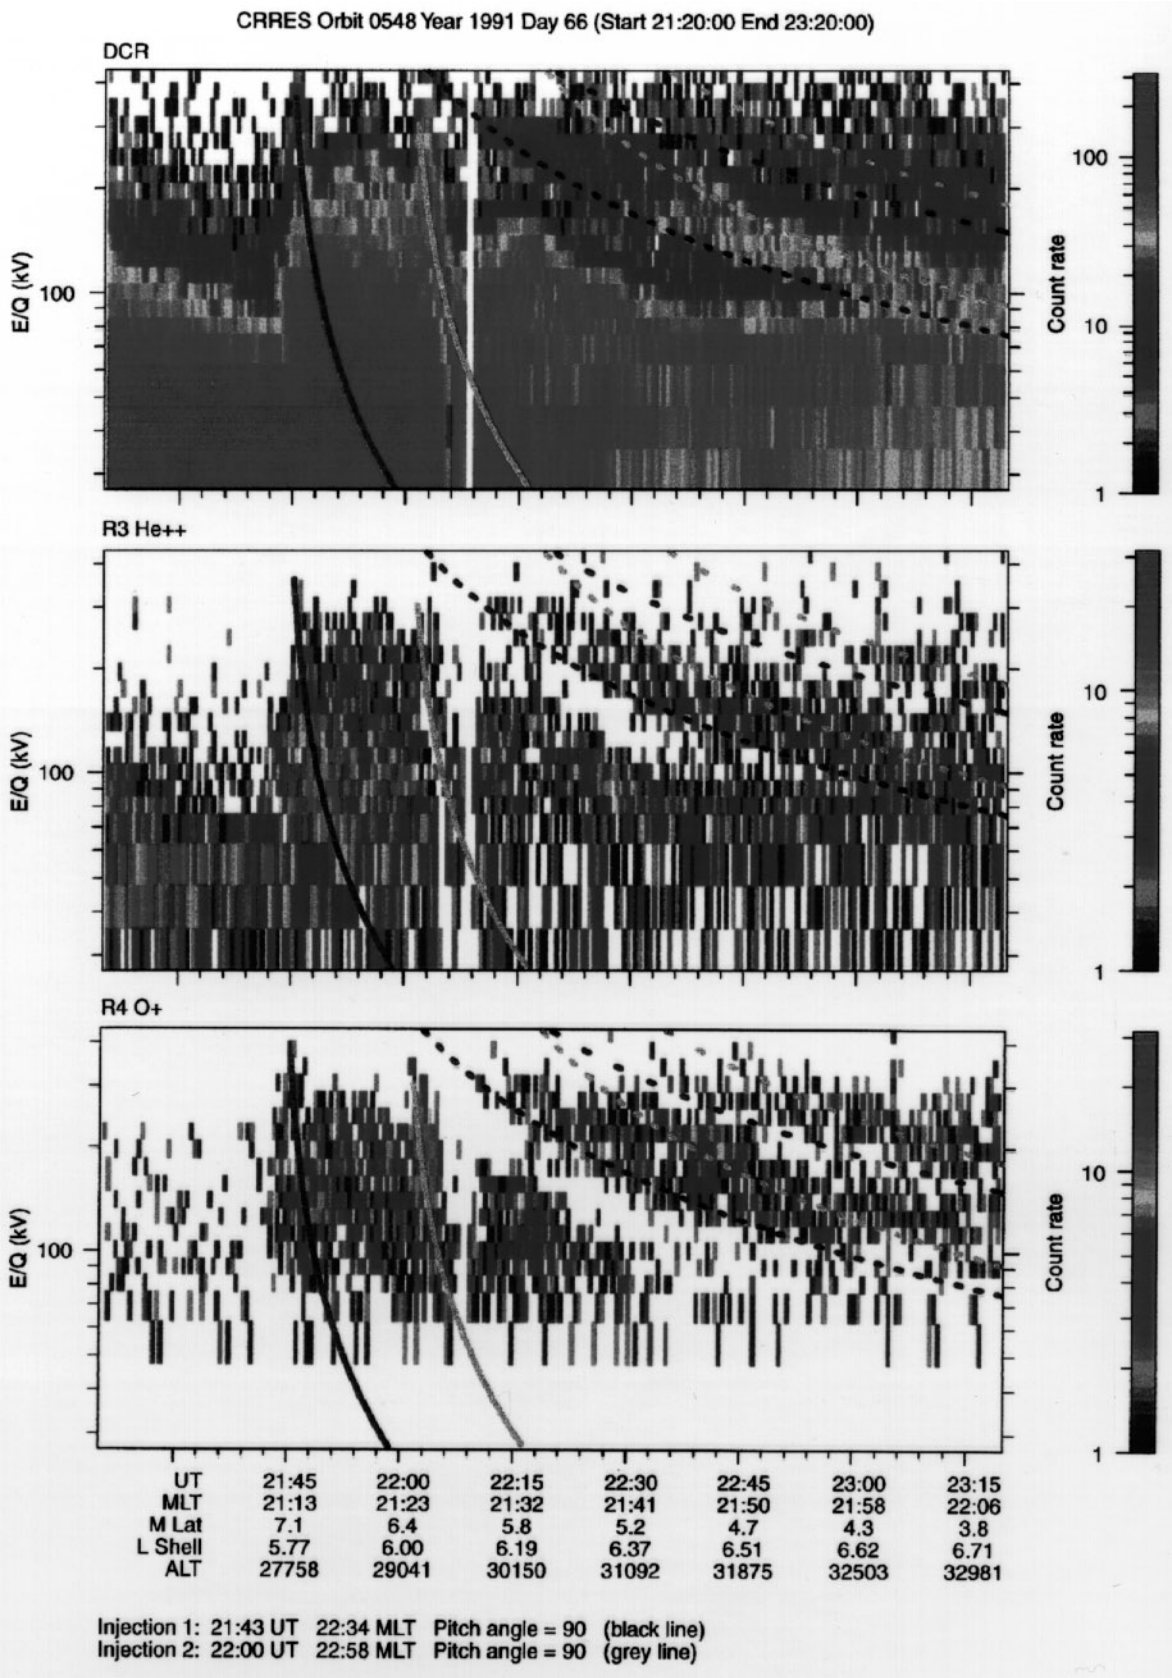 CRRES Orbit 0548 Year 1991 Day 66 (Start 21:20:00 End 23:20:00)
DCR
E/Q (kV)
100
Count rate
100
10
1
R3 He++
E/Q (kV)
100
Count rate
10
1
R4 O+
E/Q (kV)
100
Count rate
10
1
UT 21:45 22:00 22:15 22:30 22:45 23:00 23:15
MLT 21:13 21:23 21:32 21:41 21:50 21:58 22:06
M Lat 7.1 6.4 5.8 5.2 4.7 4.3 3.8
L Shell 5.77 6.00 6.19 6.37 6.51 6.62 6.71
ALT 27758 29041 30150 31092 31875 32503 32981
Injection 1: 21:43 UT 22:34 MLT Pitch angle = 90 (black line)
Injection 2: 22:00 UT 22:58 MLT Pitch angle = 90 (grey line)